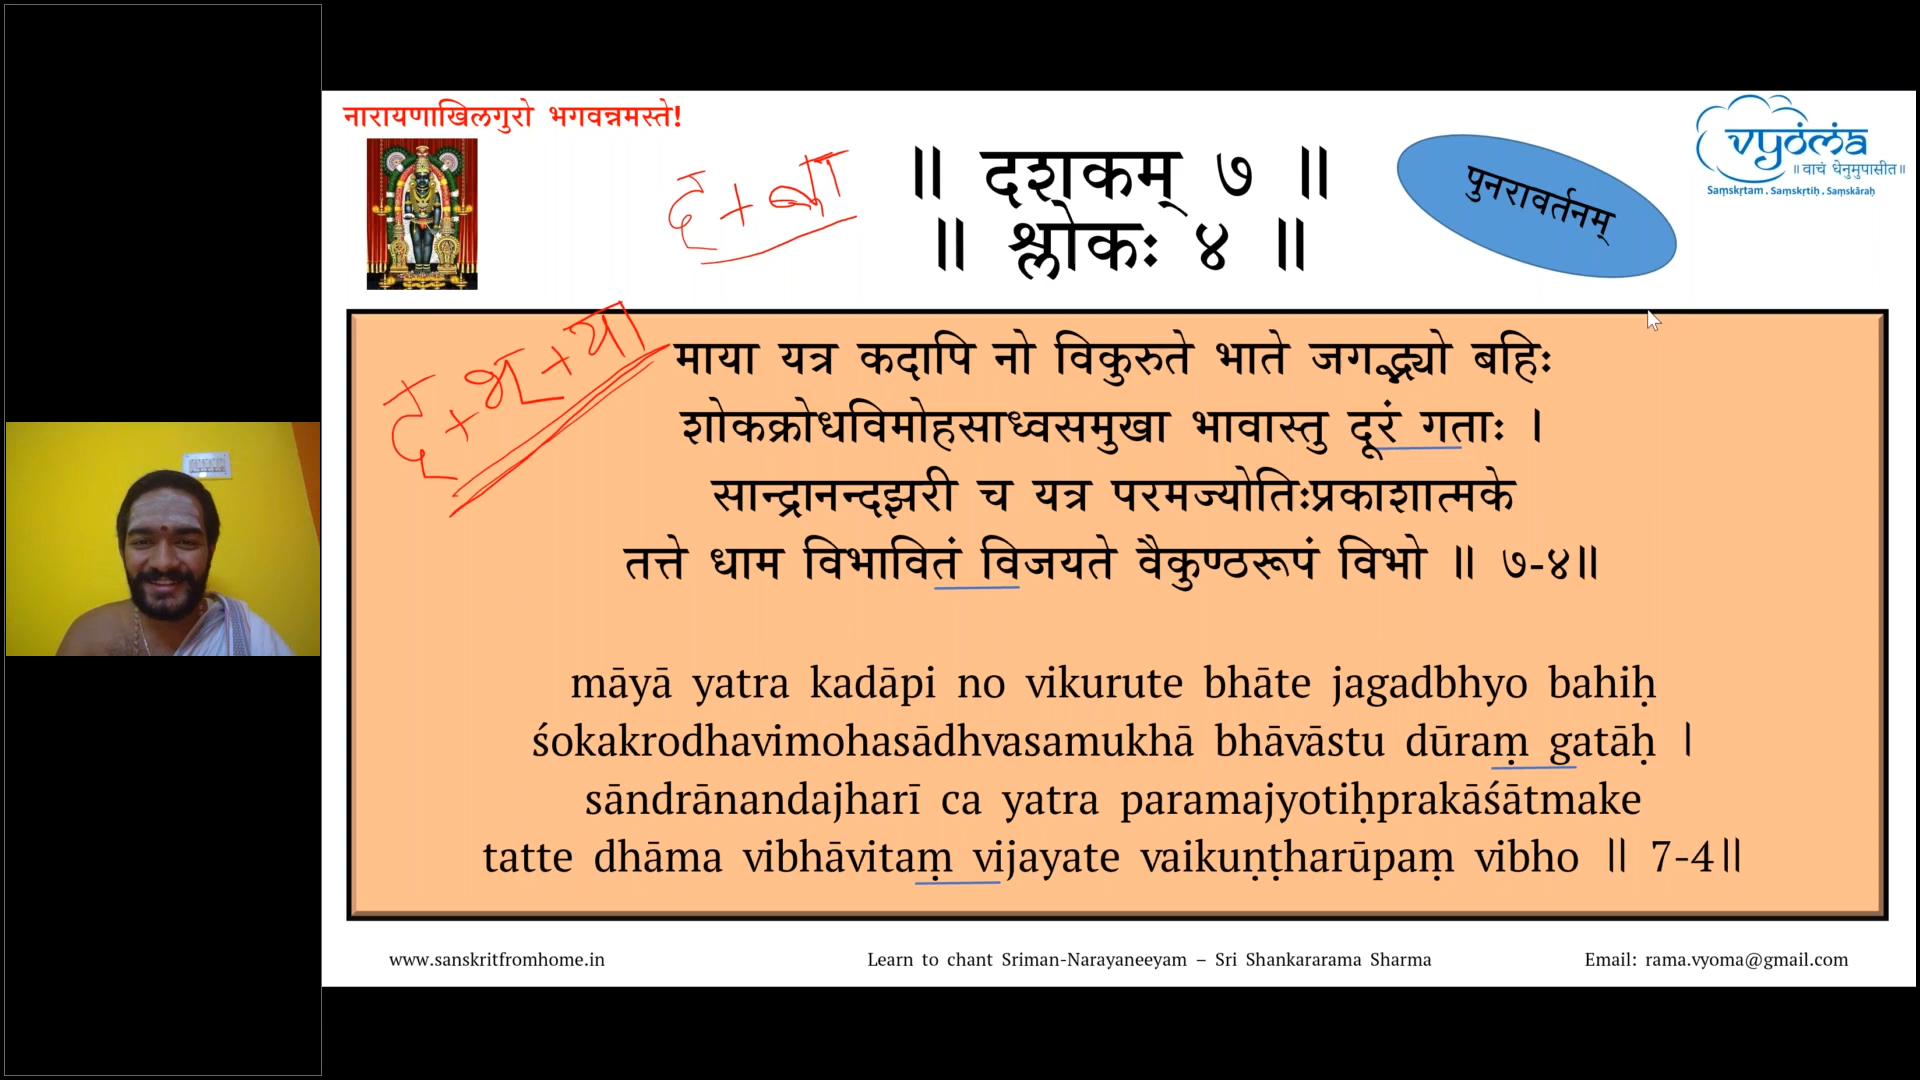 नारायणाखिलगुरो भगवन्नमस्ते!
॥ दशकम् ७ ॥
॥ श्लोकः ४ ॥
पुनरावर्तनम्
vyoma
॥ वाचं धेनुमुपासीत॥
Saṃskṛtam . Saṃskṛtiḥ . Saṃskāraḥ
द् + भ् + या
माया यत्र कदापि नो विकुरुते भाते जगद्भ्यो बहिः
शोकक्रोधविमोहसाध्वसमुखा भावास्तु दूरं गताः ।
सान्द्रानन्दझरी च यत्र परमज्योतिःप्रकाशात्मके
तत्ते धाम विभावितं विजयते वैकुण्ठरूपं विभो ॥ ७-४॥
māyā yatra kadāpi no vikurute bhāte jagadbhyo bahiḥ
śokakrodhavimohasādhvasamukhā bhāvāstu dūraṃ gatāḥ ।
sāndrānandajharī ca yatra paramajyotiḥprakāśātmake
tatte dhāma vibhāvitaṃ vijayate vaikuṇṭharūpaṃ vibho ॥ 7-4॥
www.sanskritfromhome.in
Learn to chant Sriman-Narayaneeyam – Sri Shankararama Sharma
Email: rama.vyoma@gmail.com